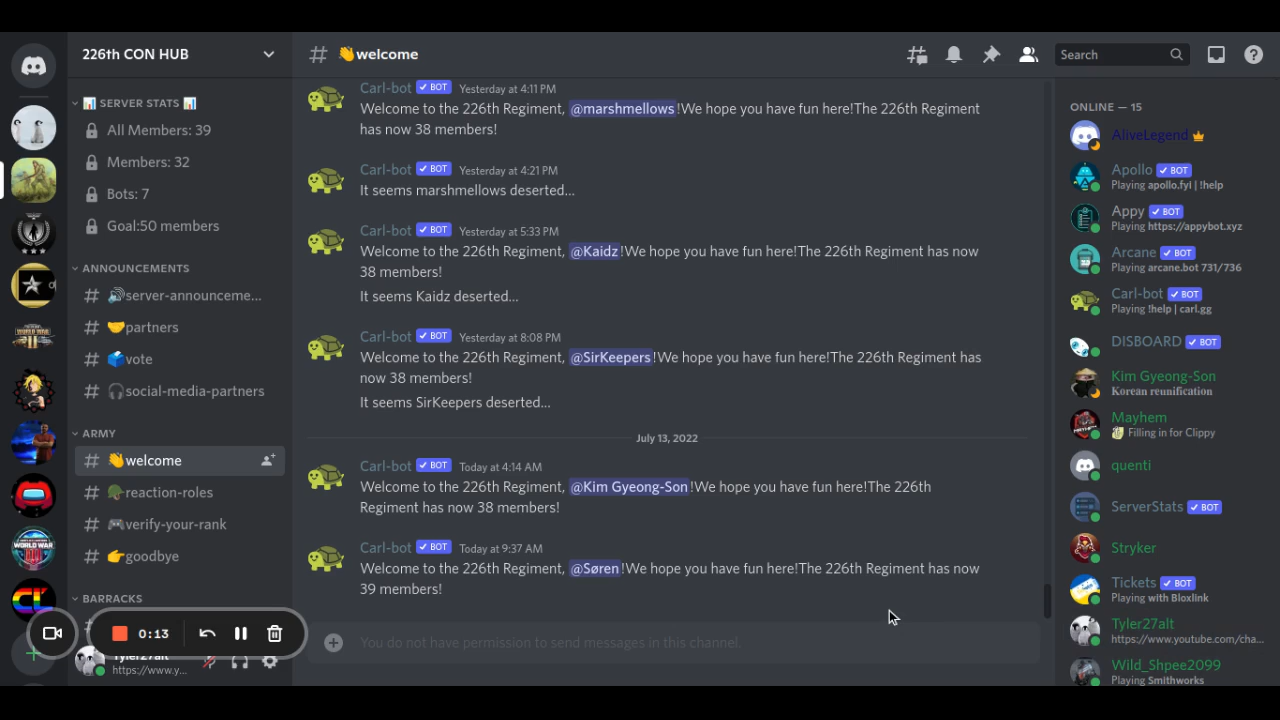 226th CON HUB
📊 SERVER STATS 📊
All Members: 39
Members: 32
Bots: 7
Goal:50 members
ANNOUNCEMENTS
# 🔊server-announceme...
# 🤝partners
# 🗳️vote
# 🎧social-media-partners
ARMY
# 👋welcome
# 🪖reaction-roles
# 🎮verify-your-rank
# 👉goodbye
BARRACKS
0:13
Tyler27alt
https://www.y...
# 👋welcome
Search
Carl-bot ✓ BOT Yesterday at 4:11 PM
Welcome to the 226th Regiment, @marshmellows!We hope you have fun here!The 226th Regiment
has now 38 members!
Carl-bot ✓ BOT Yesterday at 4:21 PM
It seems marshmellows deserted...
Carl-bot ✓ BOT Yesterday at 5:33 PM
Welcome to the 226th Regiment, @Kaidz!We hope you have fun here!The 226th Regiment has now
38 members!
It seems Kaidz deserted...
Carl-bot ✓ BOT Yesterday at 8:08 PM
Welcome to the 226th Regiment, @SirKeepers!We hope you have fun here!The 226th Regiment has
now 38 members!
It seems SirKeepers deserted...
July 13, 2022
Carl-bot ✓ BOT Today at 4:14 AM
Welcome to the 226th Regiment, @Kim Gyeong-Son!We hope you have fun here!The 226th
Regiment has now 38 members!
Carl-bot ✓ BOT Today at 9:37 AM
Welcome to the 226th Regiment, @Søren!We hope you have fun here!The 226th Regiment has now
39 members!
You do not have permission to send messages in this channel.
ONLINE — 15
AliveLegend
Apollo ✓ BOT
Playing apollo.fyi | !help
Appy ✓ BOT
Playing https://appybot.xyz
Arcane ✓ BOT
Playing arcane.bot 731/736
Carl-bot ✓ BOT
Playing !help | carl.gg
DISBOARD ✓ BOT
Kim Gyeong-Son
Korean reunification
Mayhem
Filling in for Clippy
quenti
ServerStats ✓ BOT
Stryker
Tickets ✓ BOT
Playing with Bloxlink
Tyler27alt
https://www.youtube.com/cha...
Wild_Shpee2099
Playing Smithworks